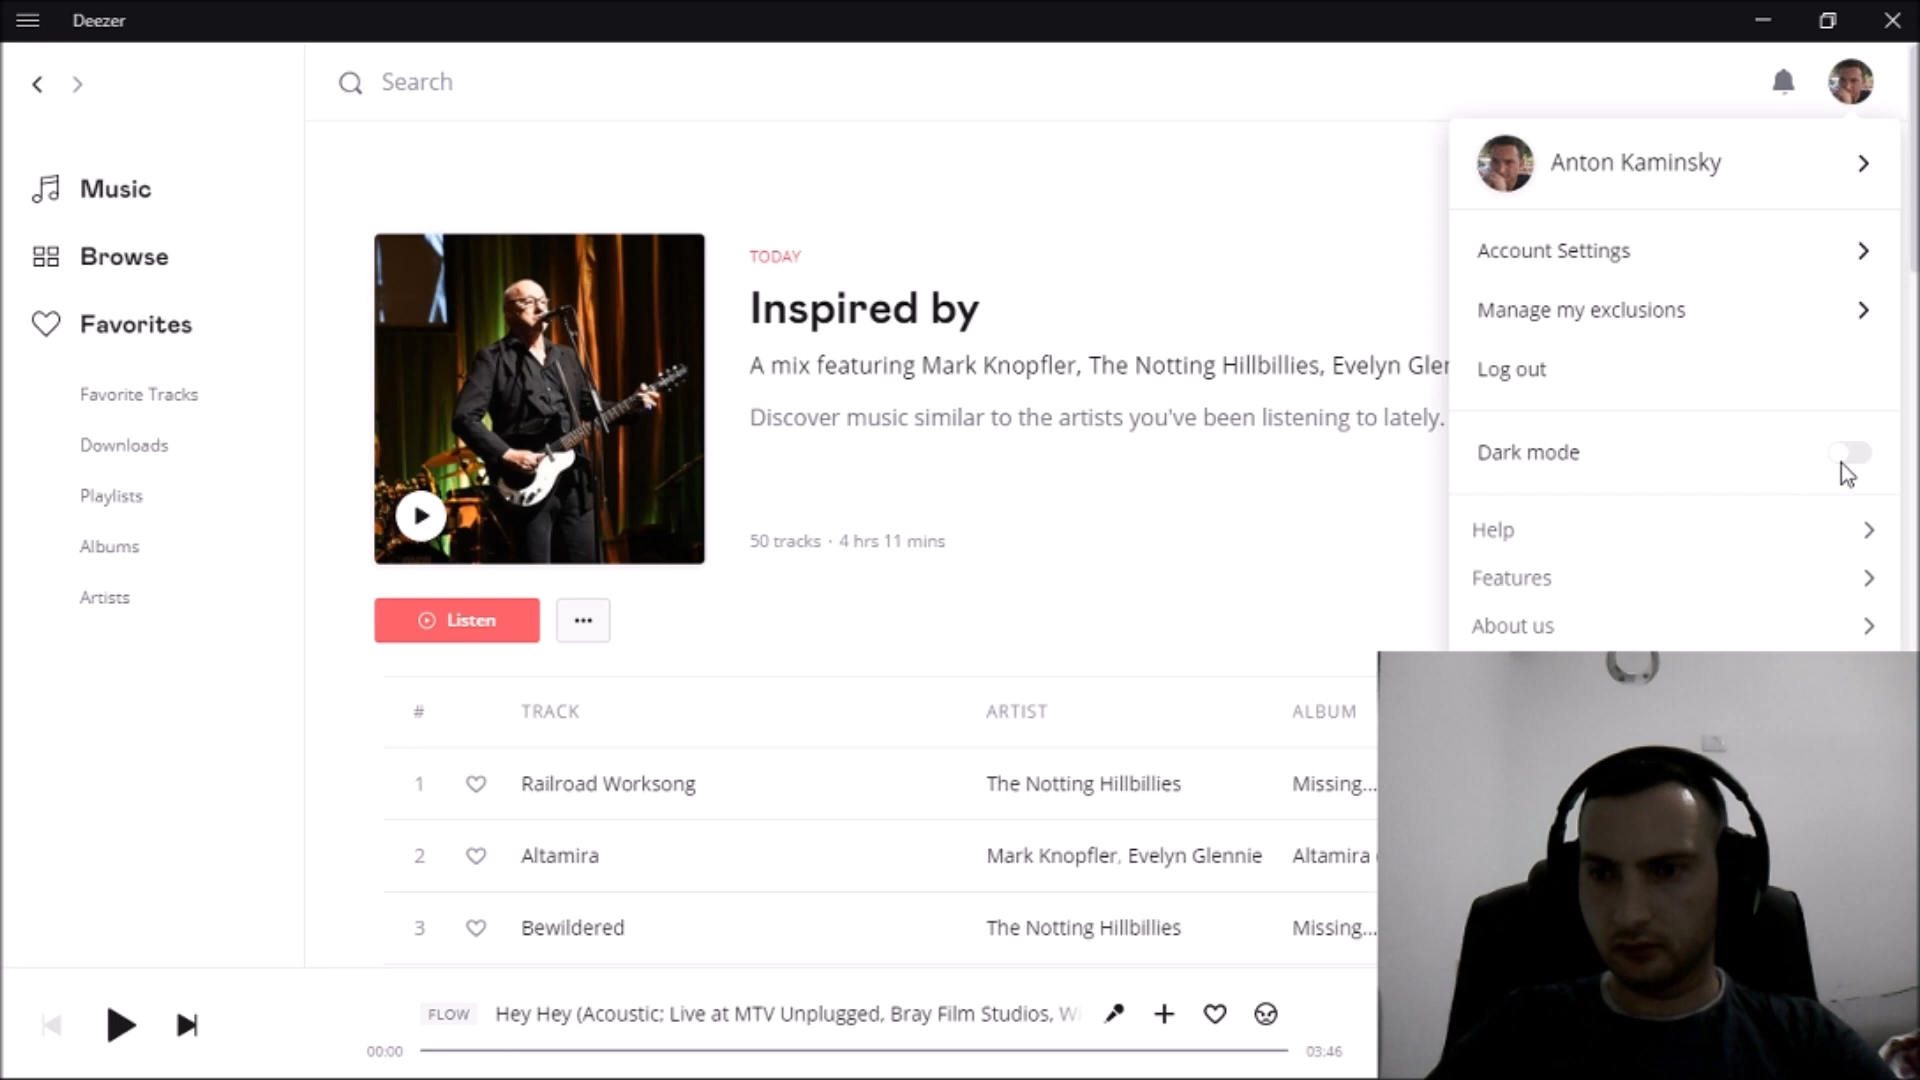 Deezer
Search
Music
Browse
Favorites
Favorite Tracks
Downloads
Playlists
Albums
Artists
TODAY
Inspired by
A mix featuring Mark Knopfler, The Notting Hillbillies, Evelyn
Discover music similar to the artists you've been listening to lately.
50 tracks · 4 hrs 11 mins
Listen
# TRACK ARTIST ALBUM
1 Railroad Worksong The Notting Hillbillies Missing...
2 Altamira Mark Knopfler, Evelyn Glennie Altamira
3 Bewildered The Notting Hillbillies Missing...
Anton Kaminsky
Account Settings
Manage my exclusions
Log out
Dark mode
Help
Features
About us
FLOW Hey Hey (Acoustic; Live at MTV Unplugged, Bray Film Studios,
00:00 03:46